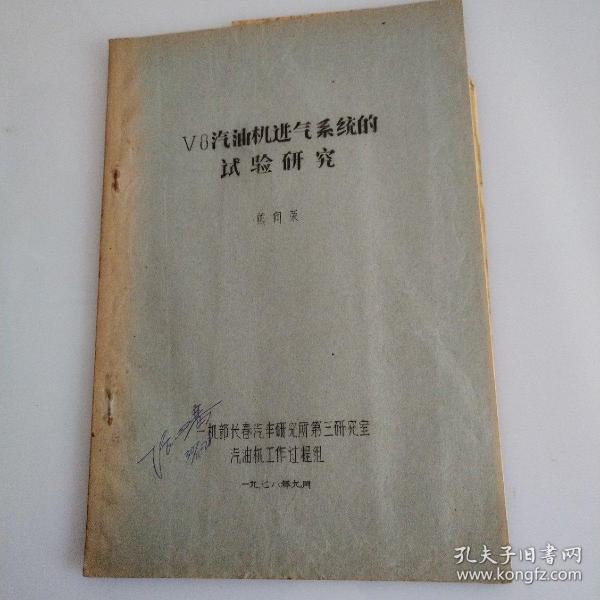 V8汽油机进气系统的
试验研究
一机部长春汽车研究所第三研究室
汽油机工作过程组
一九七八年九月
孔夫子旧书网
www.kongfz.com